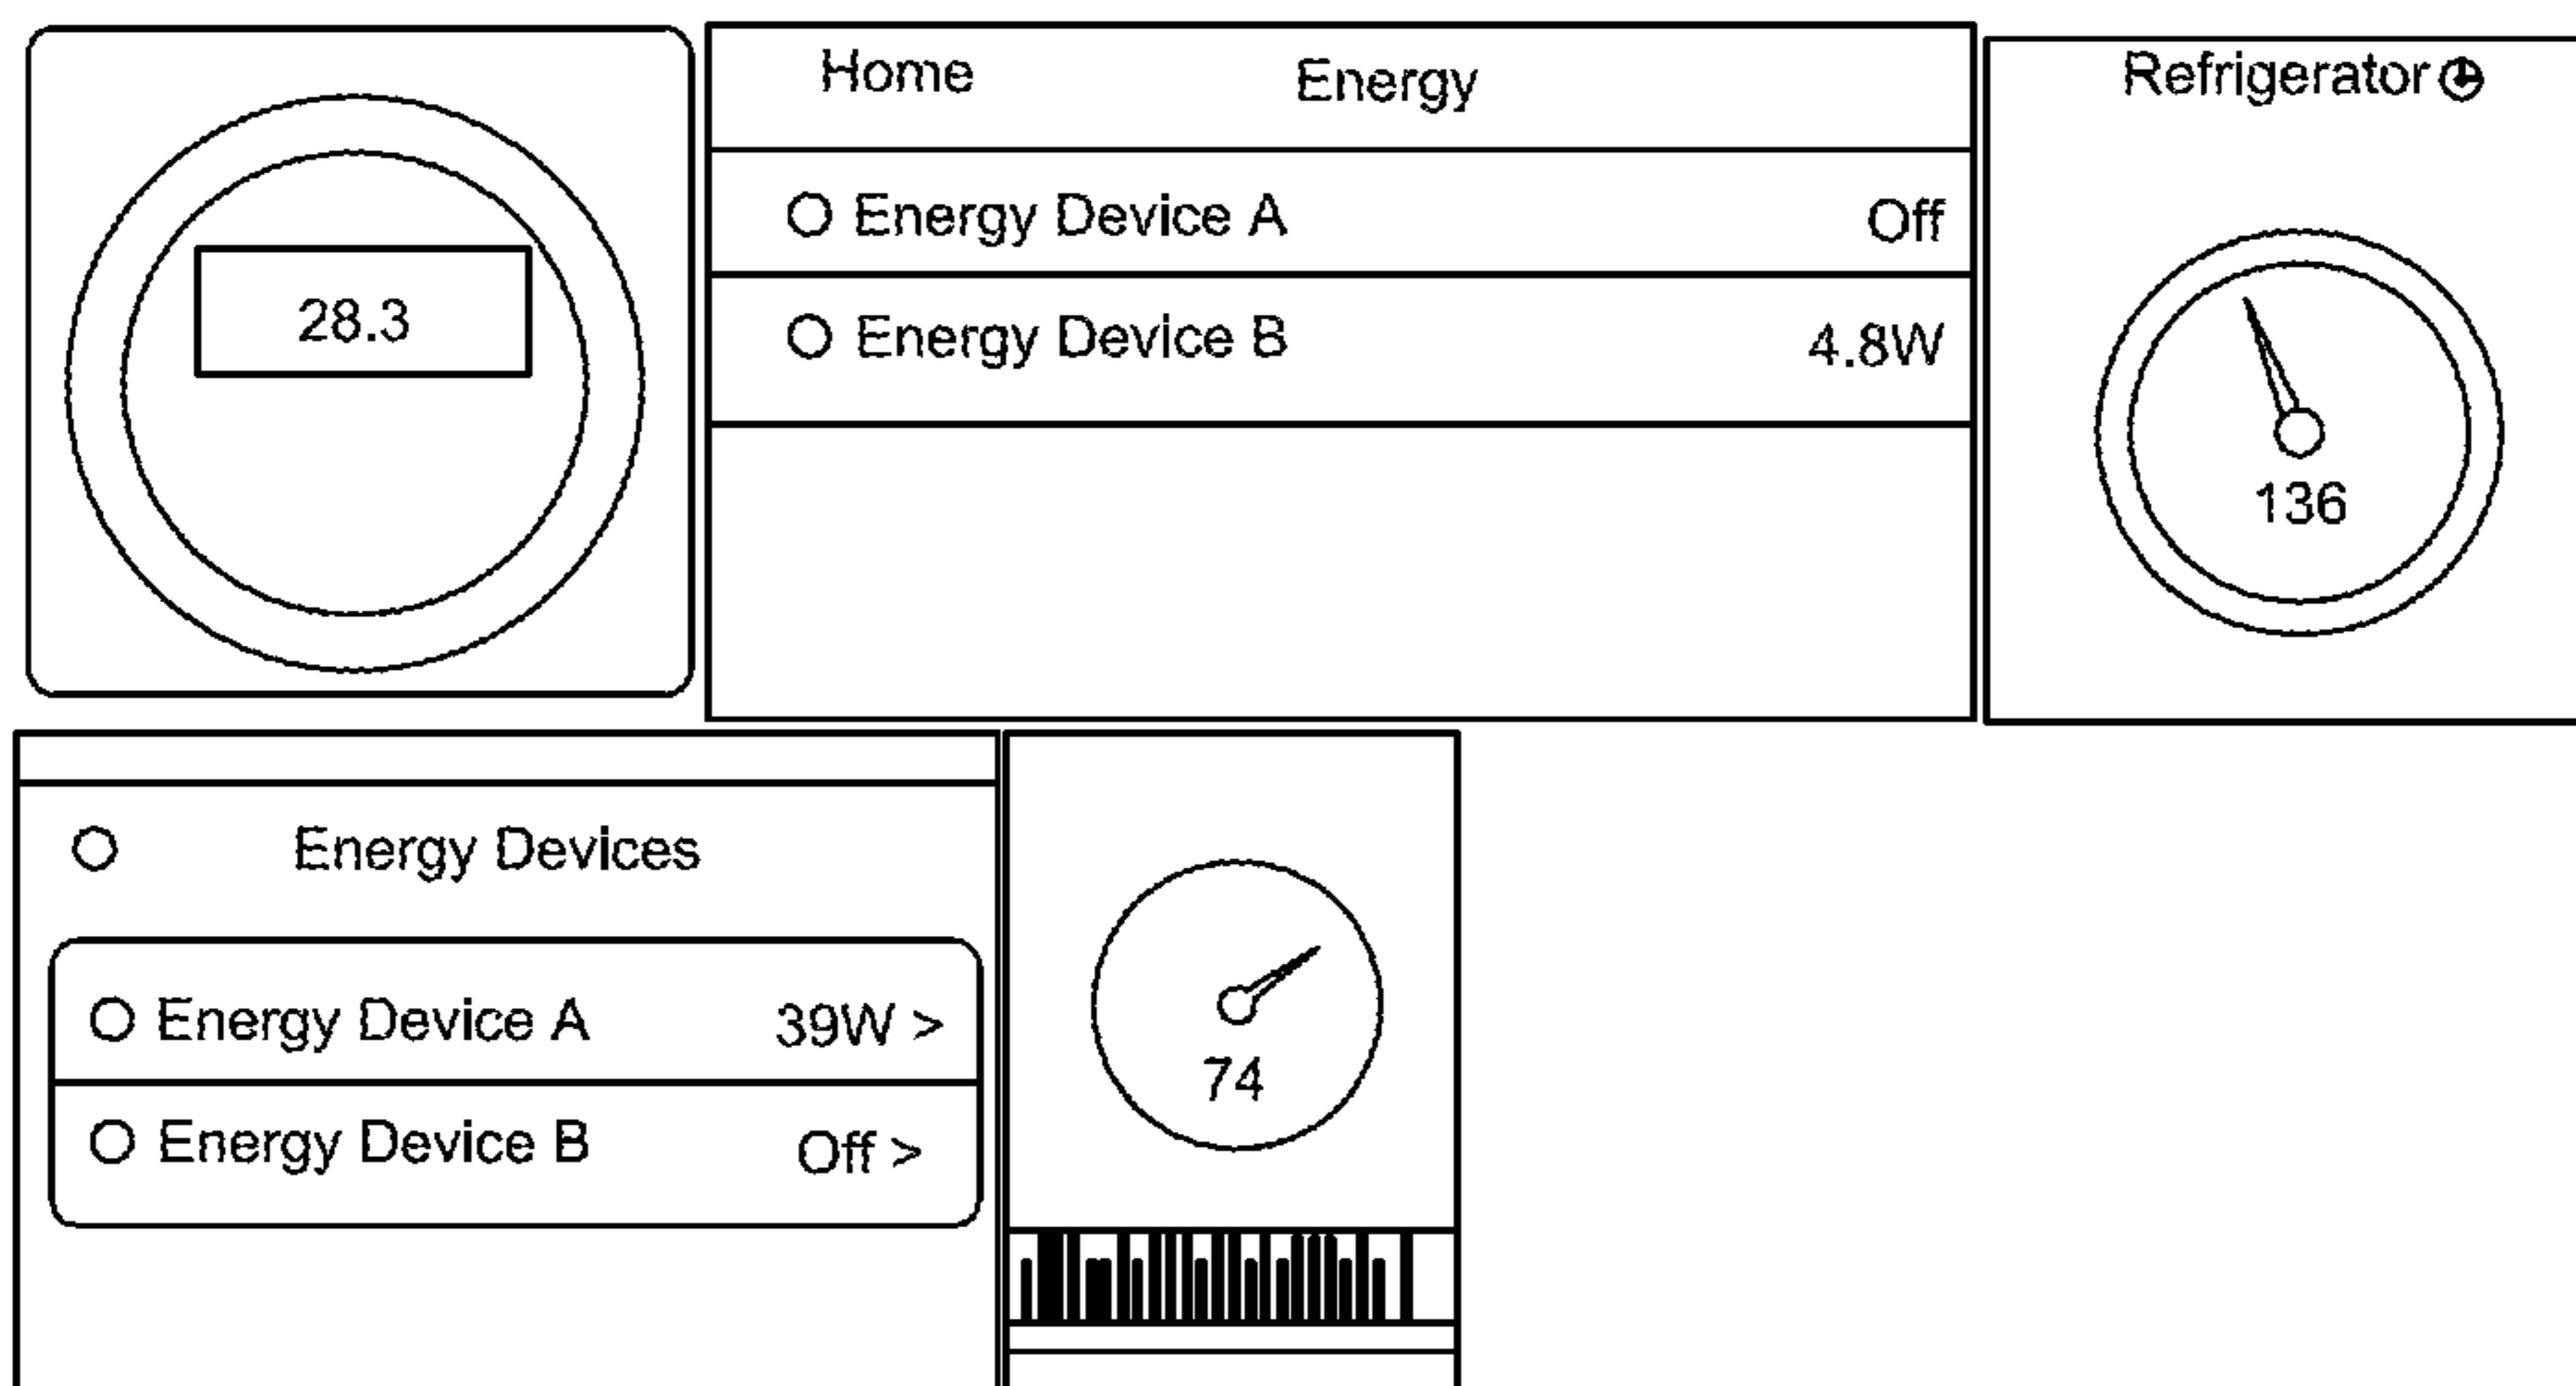 28.3
Home Energy
Energy Device A Off
Energy Device B 4.8W
Refrigerator
136
Energy Devices
Energy Device A 39W >
Energy Device B Off >
74